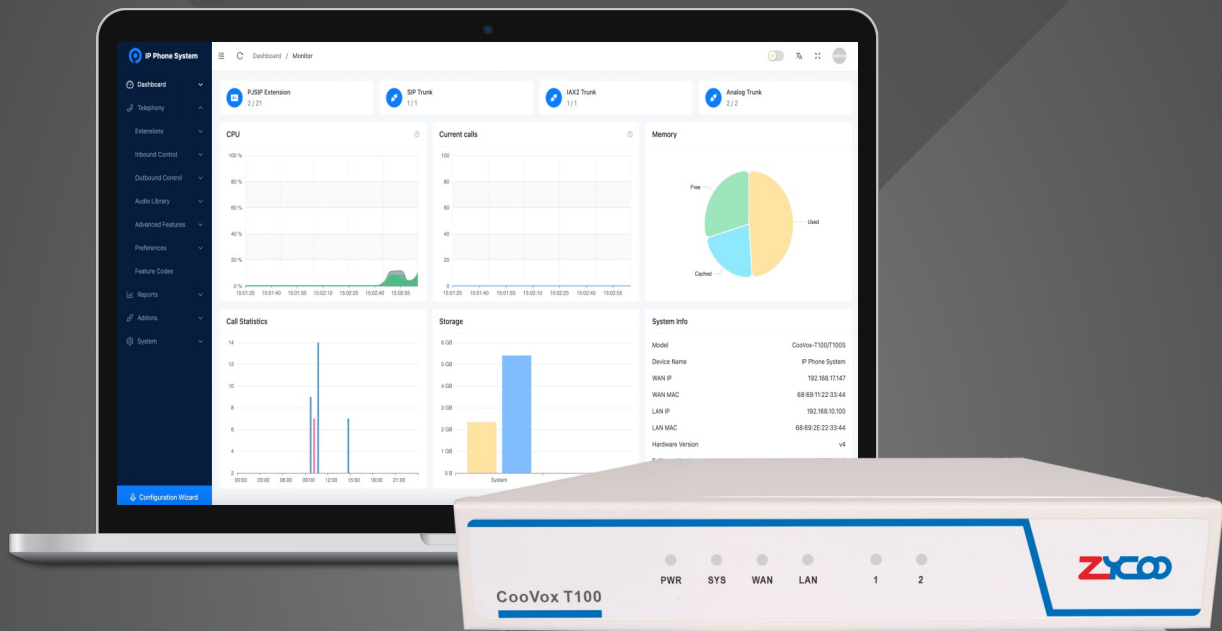 IP Phone System
Dashboard / Monitor
Dashboard
Telephony
Extensions
Inbound Control
Outbound Control
Audio Library
Advanced Features
Preferences
Feature Codes
Reports
Addons
System
Configuration Wizard
PJSIP Extension
2 / 21
SIP Trunk
1 / 1
IAX2 Trunk
1 / 1
Analog Trunk
2 / 2
CPU
100 %
80 %
60 %
40 %
20 %
0 %
15:01:25 15:01:40 15:01:55 15:02:10 15:02:25 15:02:40 15:02:55
Current calls
100
80
60
40
20
0
15:01:25 15:01:40 15:01:55 15:02:10 15:02:25 15:02:40 15:02:55
Memory
Free
Used
Cached
Call Statistics
14
12
10
8
6
4
2
00:00 03:00 06:00 09:00 12:00 15:00 18:00 21:00
Storage
6 GB
5 GB
4 GB
3 GB
2 GB
1 GB
0 B
System
System Info
Model CooVox-T100/T100S
Device Name IP Phone System
WAN IP 192.168.17.147
WAN MAC 68:69:11:22:33:44
LAN IP 192.168.10.100
LAN MAC 68:69:2E:22:33:44
Hardware Version v4
PWR SYS WAN LAN 1 2
CooVox T100
ZYCOO